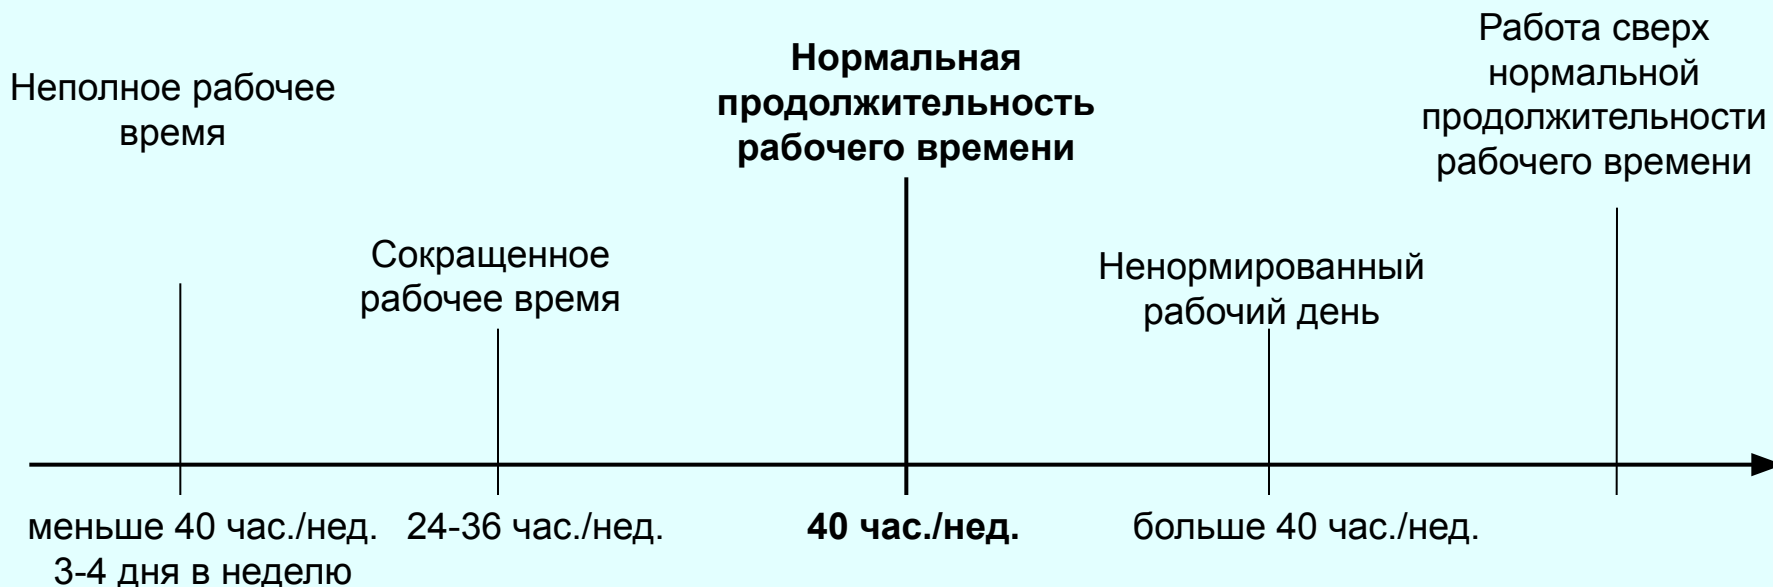 Неполное рабочее
время
Сокращенное
рабочее время
Нормальная
продолжительность
рабочего времени
Ненормированный
рабочий день
Работа сверх
нормальной
продолжительности
рабочего времени
меньше 40 час./нед.
3-4 дня в неделю
24-36 час./нед.
40 час./нед.
больше 40 час./нед.